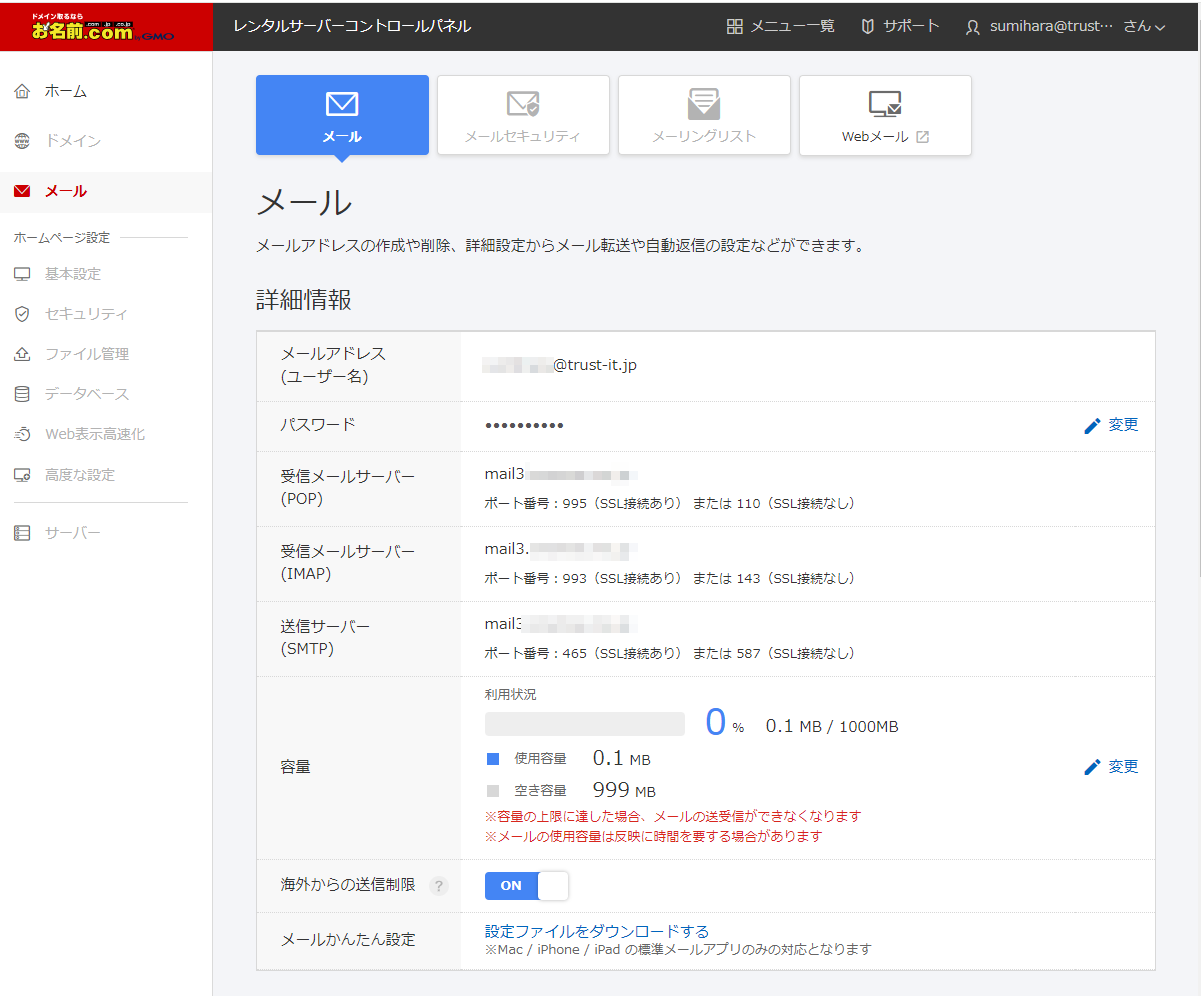 ドメイン取るなら
お名前.com
.com .jp .co.jp
by GMO
レンタルサーバーコントロールパネル
メニュー一覧
サポート
sumihara@trust… さん
ホーム
ドメイン
メール
ホームページ設定
基本設定
セキュリティ
ファイル管理
データベース
Web表示高速化
高度な設定
サーバー
メール
メールセキュリティ
メーリングリスト
Webメール
メール
メールアドレスの作成や削除、詳細設定からメール転送や自動返信の設定などができます。
詳細情報
メールアドレス
(ユーザー名)
@trust-it.jp
パスワード
••••••••••
変更
受信メールサーバー
(POP)
mail3
ポート番号：995（SSL接続あり） または 110（SSL接続なし）
受信メールサーバー
(IMAP)
mail3.
ポート番号：993（SSL接続あり） または 143（SSL接続なし）
送信サーバー
(SMTP)
mail3
ポート番号：465（SSL接続あり） または 587（SSL接続なし）
容量
利用状況
0 % 0.1 MB / 1000MB
使用容量 0.1 MB
空き容量 999 MB
※容量の上限に達した場合、メールの送受信ができなくなります
※メールの使用容量は反映に時間を要する場合があります
変更
海外からの送信制限 ?
ON
メールかんたん設定
設定ファイルをダウンロードする
※Mac / iPhone / iPad の標準メールアプリのみの対応となります